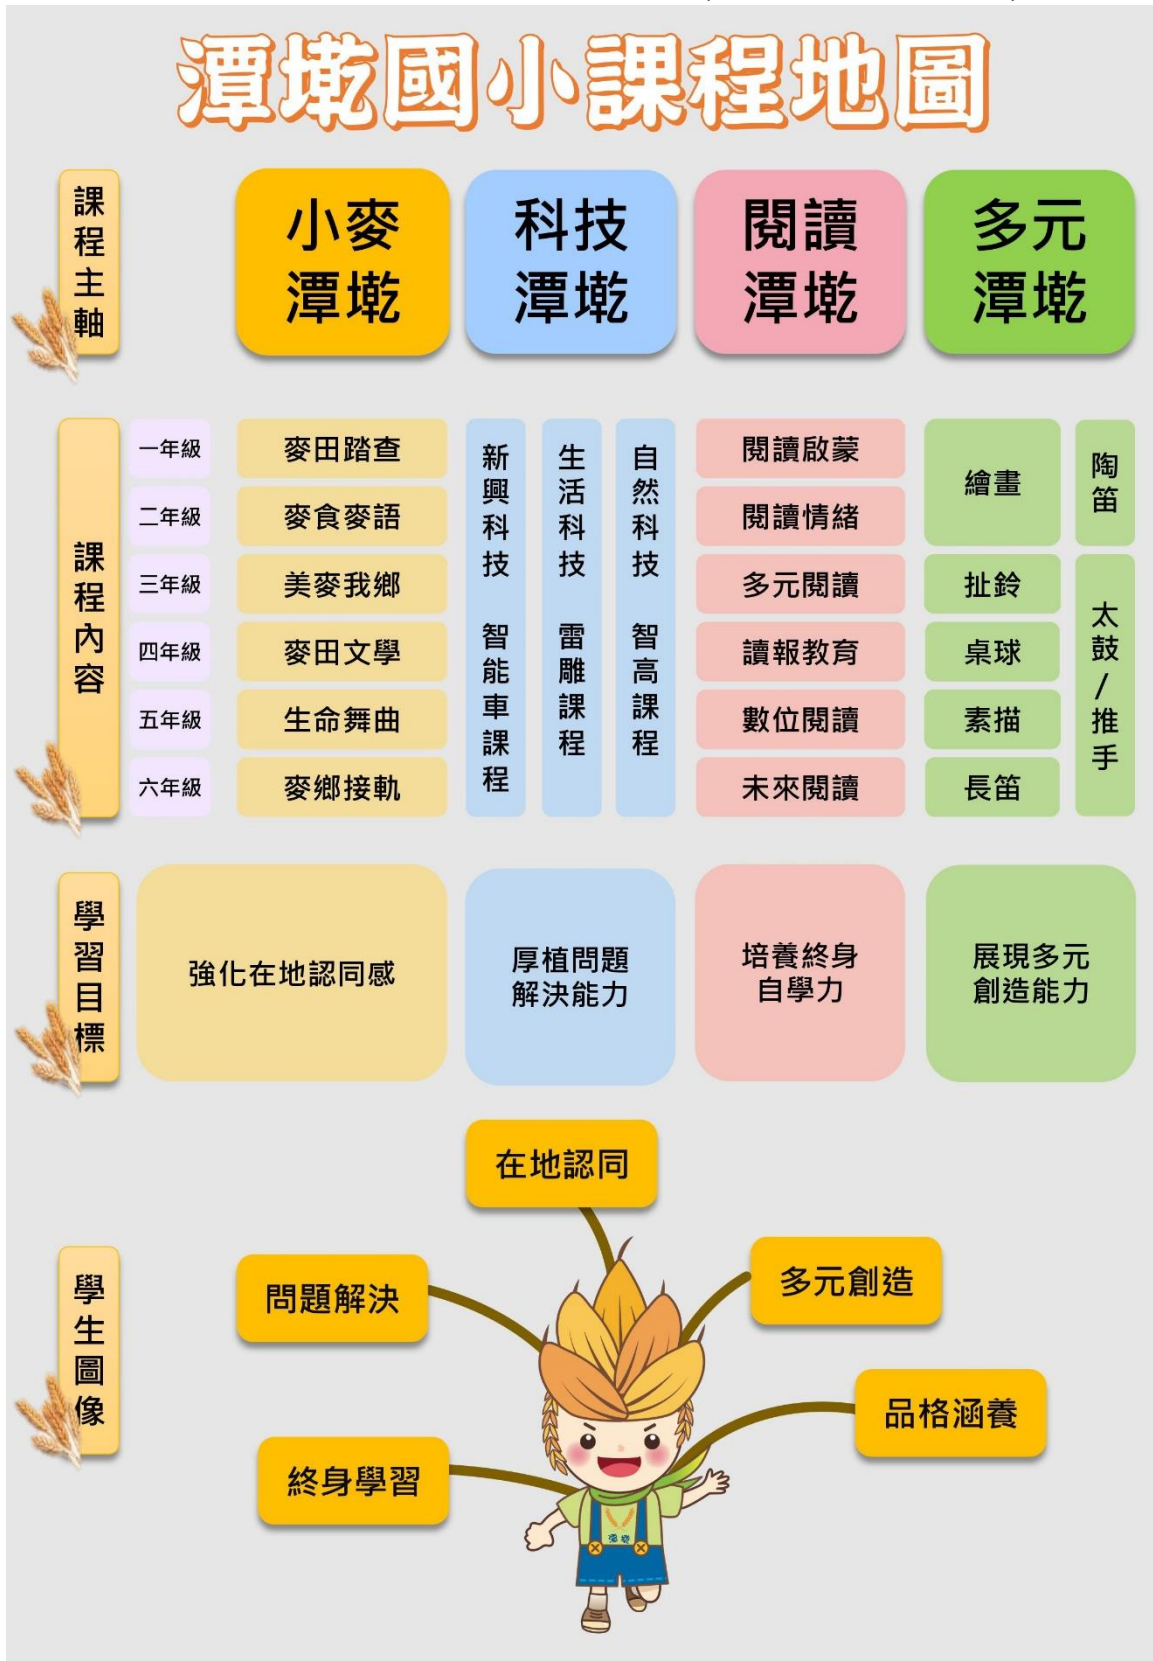 潭墘國小課程地圖
課程主軸
小麥
潭墘
科技
潭墘
閱讀
潭墘
多元
潭墘
課程內容
一年級
麥田踏查
二年級
麥食麥語
三年級
美麥我鄉
四年級
麥田文學
五年級
生命舞曲
六年級
麥鄉接軌
新興科技 智能車課程
生活科技 雷雕課程
自然科技 智高課程
閱讀啟蒙
閱讀情緒
多元閱讀
讀報教育
數位閱讀
未來閱讀
繪畫
扯鈴
桌球
素描
長笛
陶笛
太鼓/推手
學習目標
強化在地認同感
厚植問題
解決能力
培養終身
自學力
展現多元
創造能力
學生圖像
在地認同
問題解決
多元創造
品格涵養
終身學習